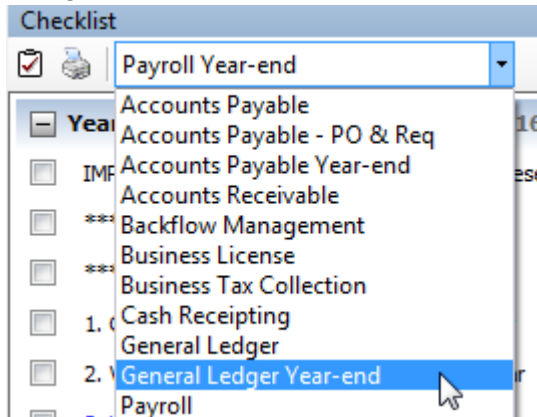 Checklist
Payroll Year-end
Accounts Payable
Accounts Payable - PO & Req
Accounts Payable Year-end
Accounts Receivable
Backflow Management
Business License
Business Tax Collection
Cash Receipting
General Ledger
General Ledger Year-end
Payroll
1.
2.